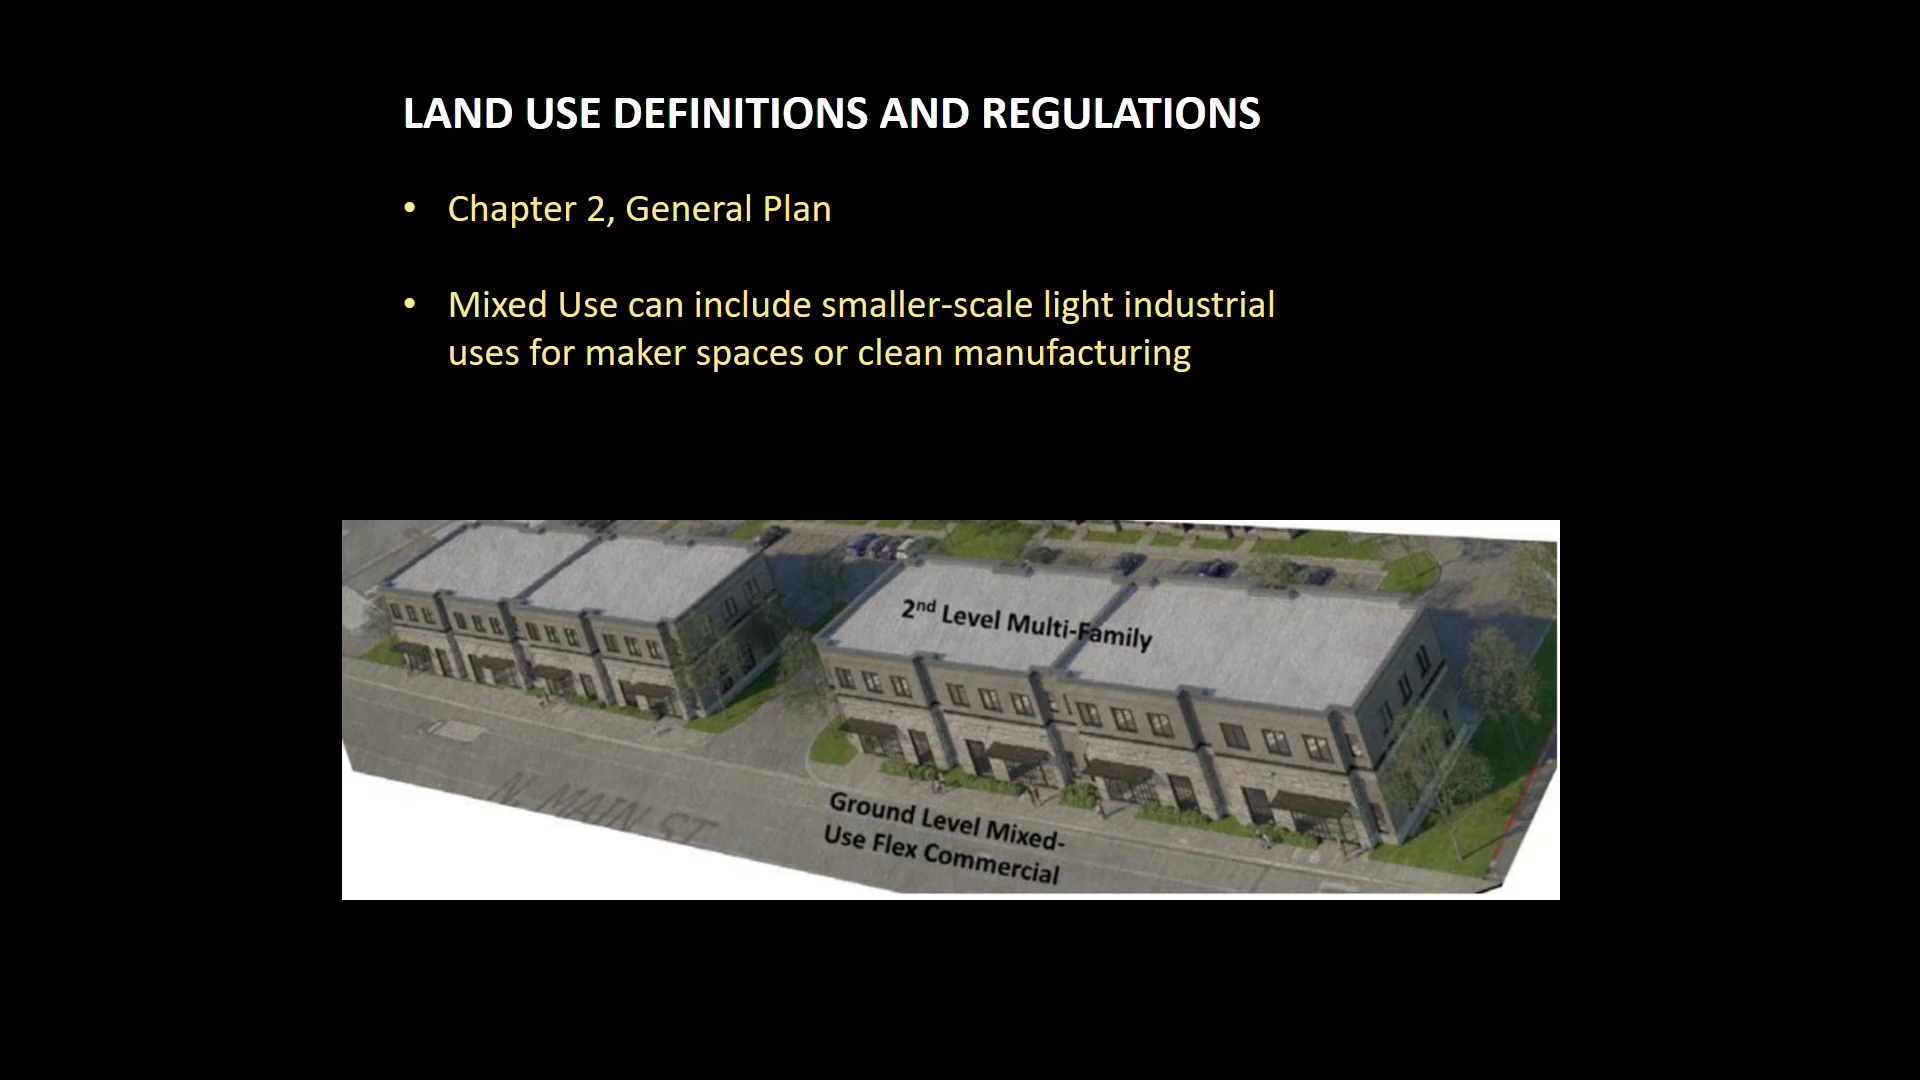 LAND USE DEFINITIONS AND REGULATIONS
• Chapter 2, General Plan
• Mixed Use can include smaller-scale light industrial
uses for maker spaces or clean manufacturing
2nd Level Multi-Family
N MAIN ST
Ground Level Mixed-
Use Flex Commercial